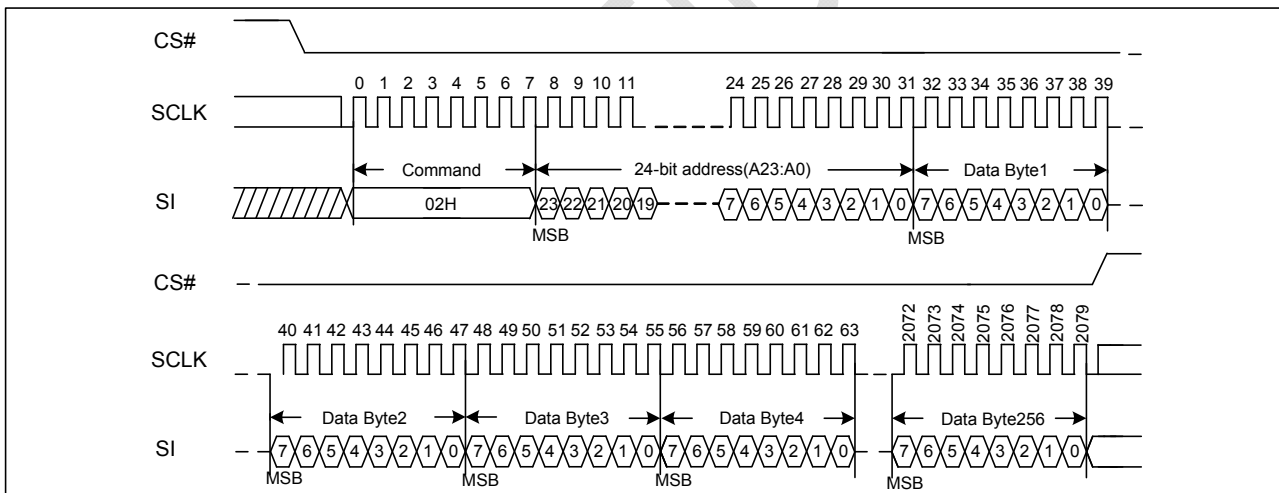 CS#
0 1 2 3 4 5 6 7 8 9 10 11 24 25 26 27 28 29 30 31 32 33 34 35 36 37 38 39
SCLK
Command 24-bit address(A23:A0) Data Byte1
SI 02H 23 22 21 20 19 7 6 5 4 3 2 1 0 7 6 5 4 3 2 1 0
MSB MSB
CS#
40 41 42 43 44 45 46 47 48 49 50 51 52 53 54 55 56 57 58 59 60 61 62 63 2072 2073 2074 2075 2076 2077 2078 2079
SCLK
Data Byte2 Data Byte3 Data Byte4 Data Byte256
SI 7 6 5 4 3 2 1 0 7 6 5 4 3 2 1 0 7 6 5 4 3 2 1 0 7 6 5 4 3 2 1 0
MSB MSB MSB MSB